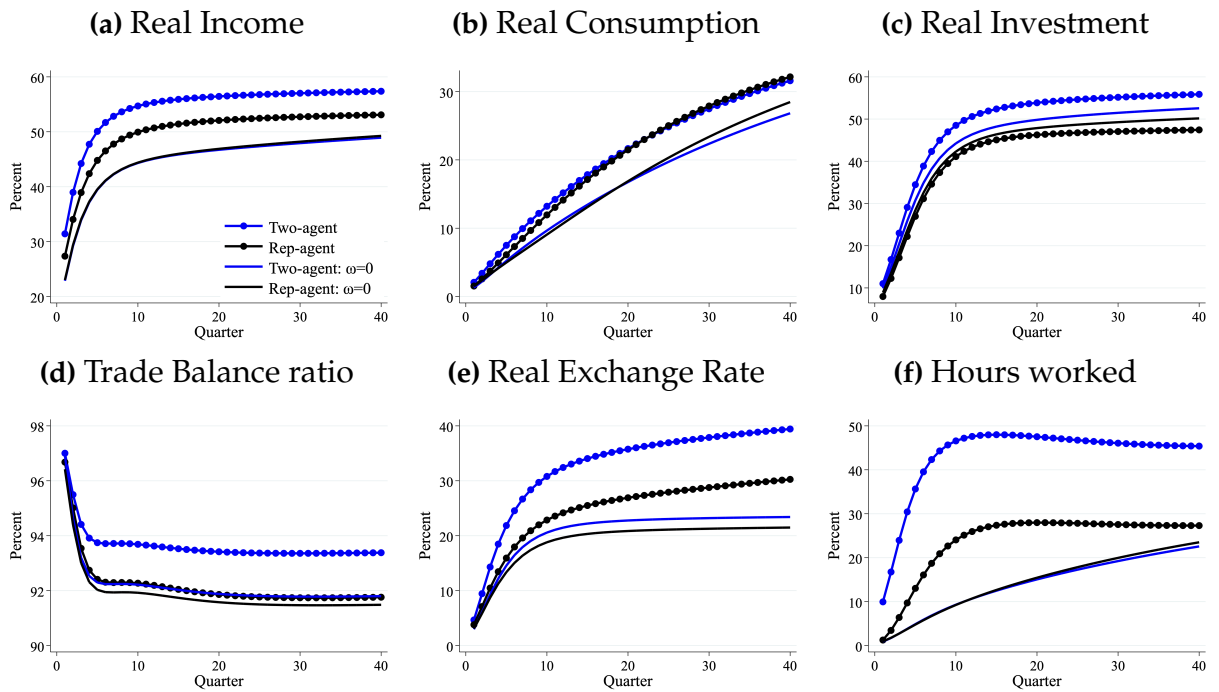 (a) Real Income
(b) Real Consumption
(c) Real Investment
Percent
60
50
40
30
20
Two-agent
Rep-agent
Two-agent: ω=0
Rep-agent: ω=0
0 10 20 30 40
Quarter
Percent
30
20
10
0
0 10 20 30 40
Quarter
Percent
60
50
40
30
20
10
0 10 20 30 40
Quarter
(d) Trade Balance ratio
(e) Real Exchange Rate
(f) Hours worked
Percent
98
96
94
92
90
0 10 20 30 40
Quarter
Percent
40
30
20
10
0
0 10 20 30 40
Quarter
Percent
50
40
30
20
10
0
0 10 20 30 40
Quarter